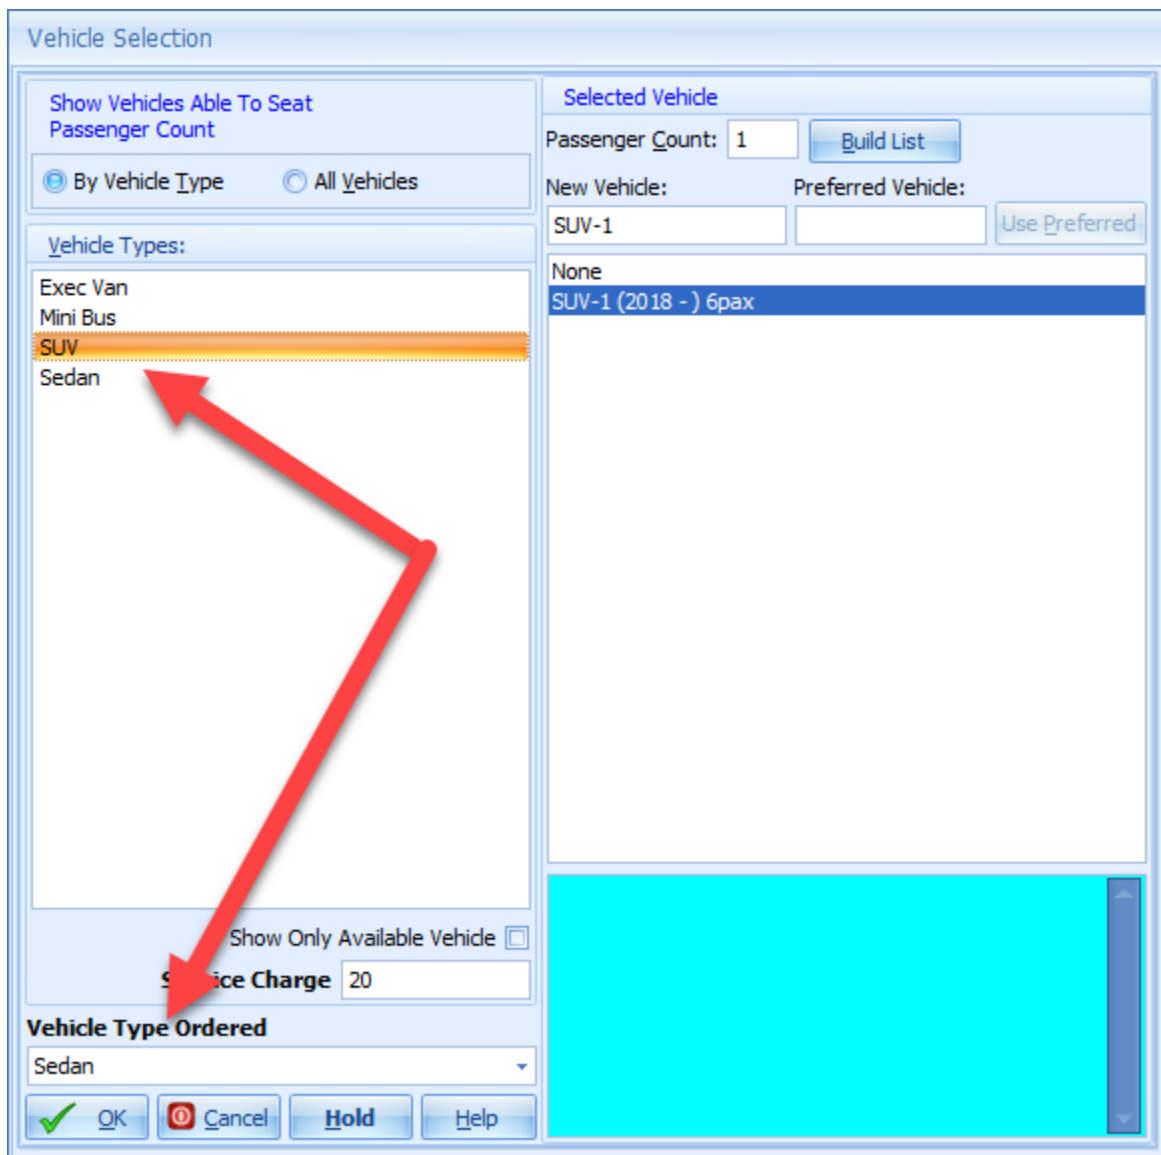 Vehicle Selection
Show Vehicles Able To Seat
Passenger Count
By Vehicle Type
All Vehicles
Vehicle Types:
Exec Van
Mini Bus
SUV
Sedan
Show Only Available Vehicle
Charge 20
Vehicle Type Ordered
Sedan
OK
Cancel
Hold
Help
Selected Vehicle
Passenger Count: 1
Build List
New Vehicle:
Preferred Vehicle:
SUV-1
Use Preferred
None
SUV-1 (2018 - ) 6pax